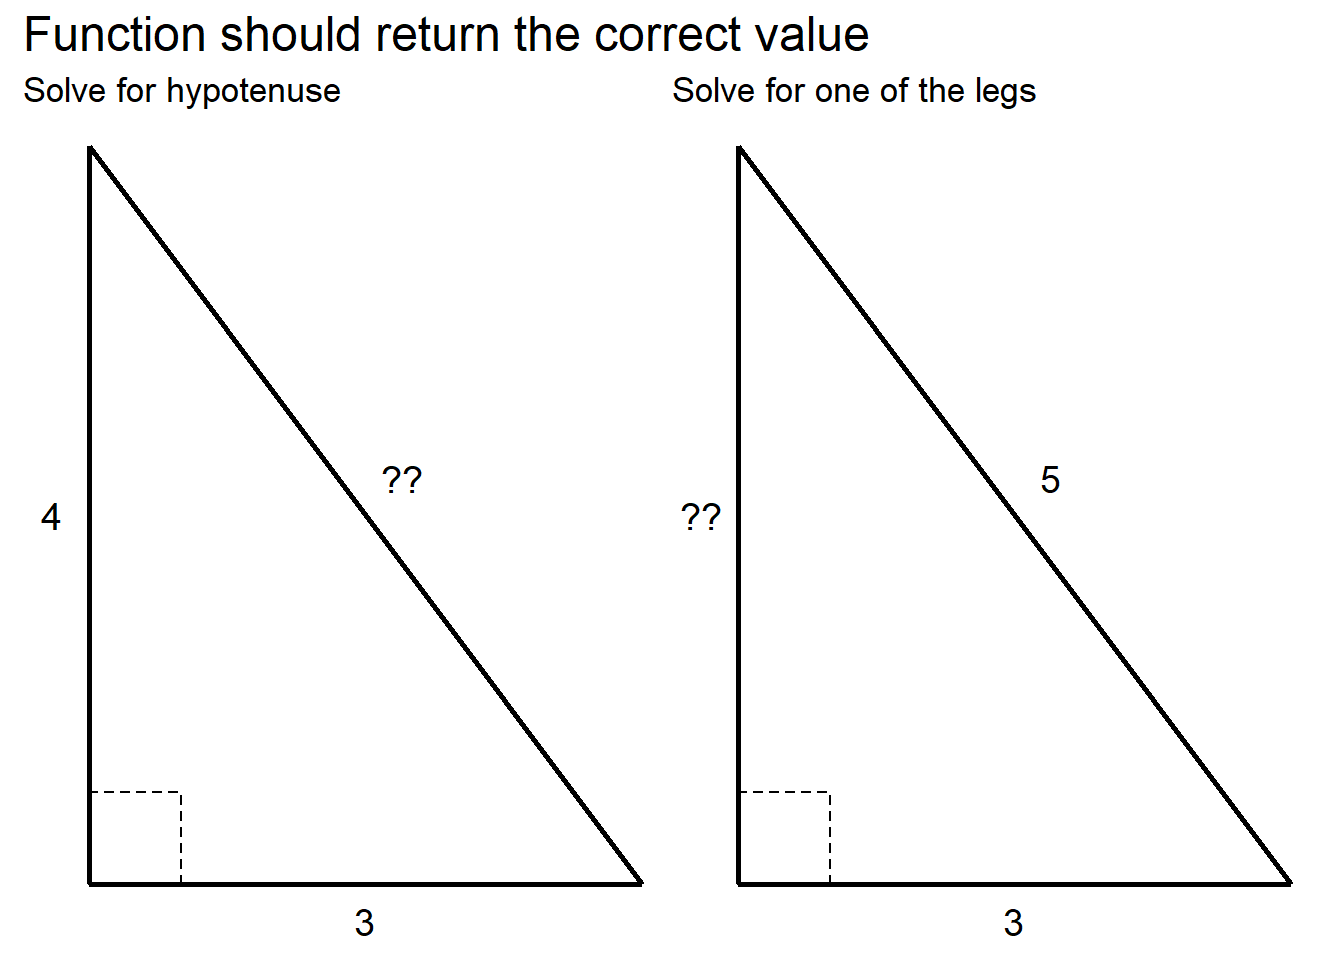 Function should return the correct value
Solve for hypotenuse
4
??
3
Solve for one of the legs
??
5
3